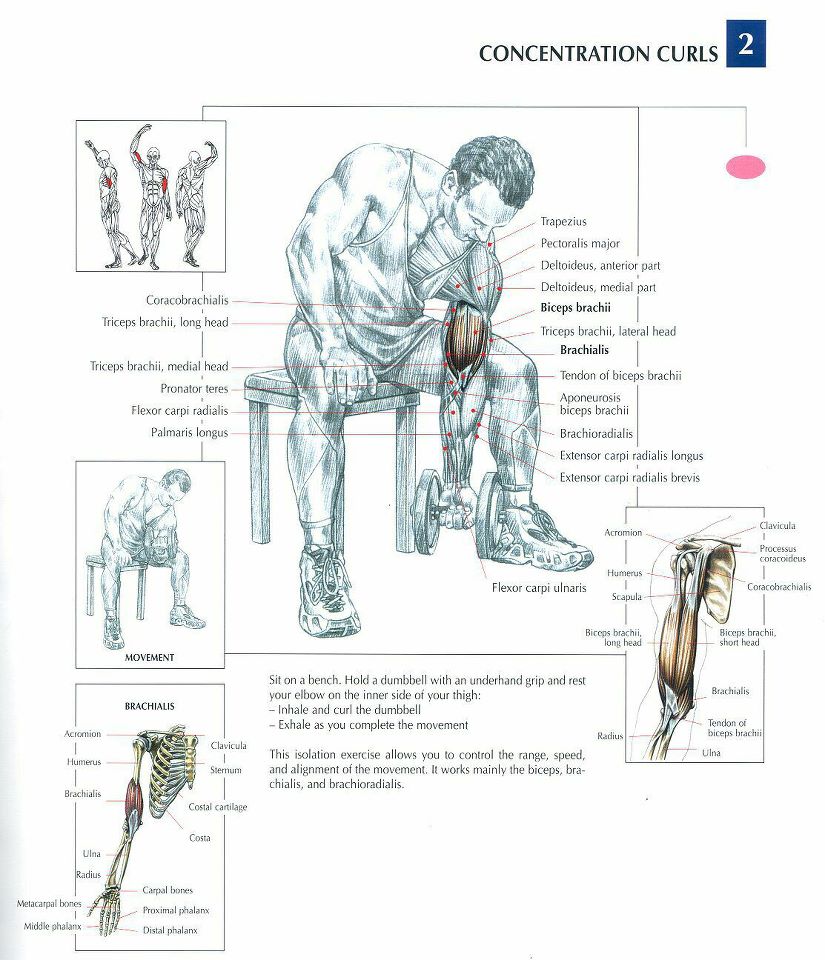 CONCENTRATION CURLS 2
Trapezius
Pectoralis major
Deltoideus, anterior part
Deltoideus, medial part
Biceps brachii
Triceps brachii, lateral head
Brachialis
Tendon of biceps brachii
Aponeurosis
biceps brachii
Brachioradialis
Extensor carpi radialis longus
Extensor carpi radialis brevis
Coracobrachialis
Triceps brachii, long head
Triceps brachii, medial head
Pronator teres
Flexor carpi radialis
Palmaris longus
Flexor carpi ulnaris
MOVEMENT
Acromion
Clavicula
Processus
coracoideus
Humerus
Coracobrachialis
Scapula
Biceps brachii,
long head
Biceps brachii,
short head
Brachialis
Tendon of
biceps brachii
Radius
Ulna
Sit on a bench. Hold a dumbbell with an underhand grip and rest
your elbow on the inner side of your thigh:
– Inhale and curl the dumbbell
– Exhale as you complete the movement
This isolation exercise allows you to control the range, speed,
and alignment of the movement. It works mainly the biceps, bra-
chialis, and brachioradialis.
BRACHIALIS
Acromion
Clavicula
Humerus
Sternum
Brachialis
Costal cartilage
Costa
Ulna
Radius
Carpal bones
Metacarpal bones
Proximal phalanx
Middle phalanx
Distal phalanx